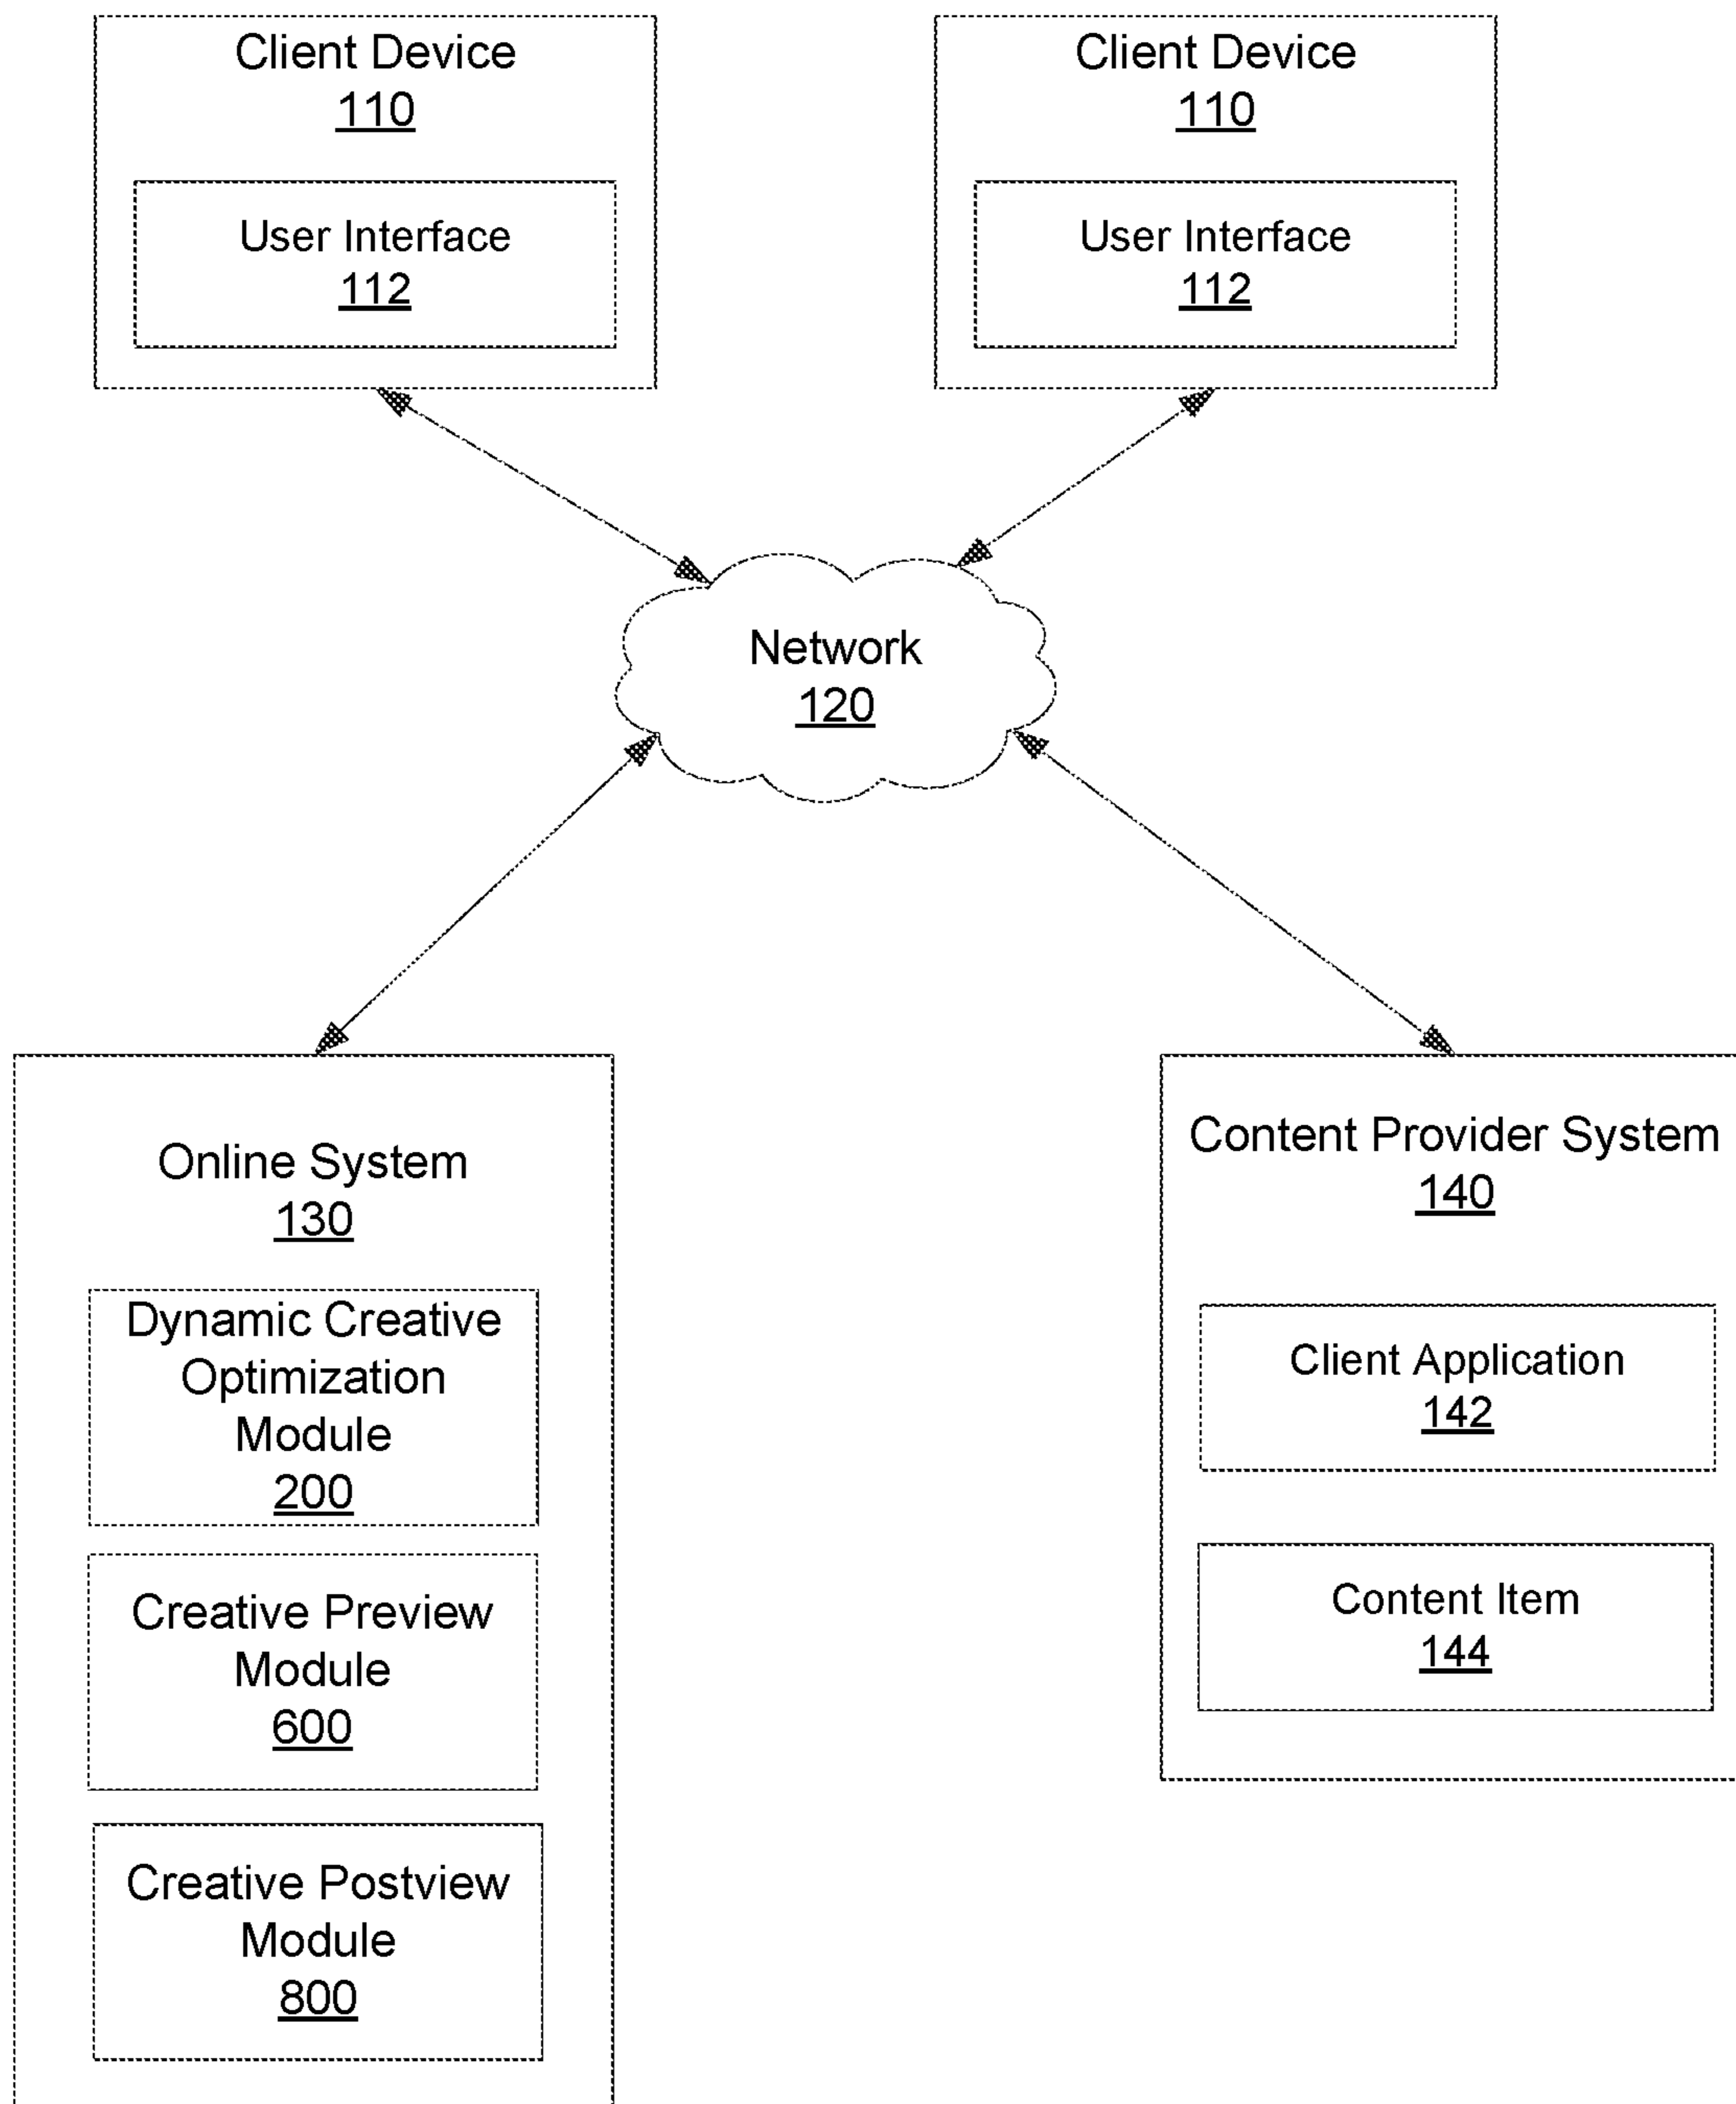 Client Device
110
User Interface
112
Client Device
110
User Interface
112
Network
120
Online System
130
Dynamic Creative
Optimization
Module
200
Creative Preview
Module
600
Creative Postview
Module
800
Content Provider System
140
Client Application
142
Content Item
144